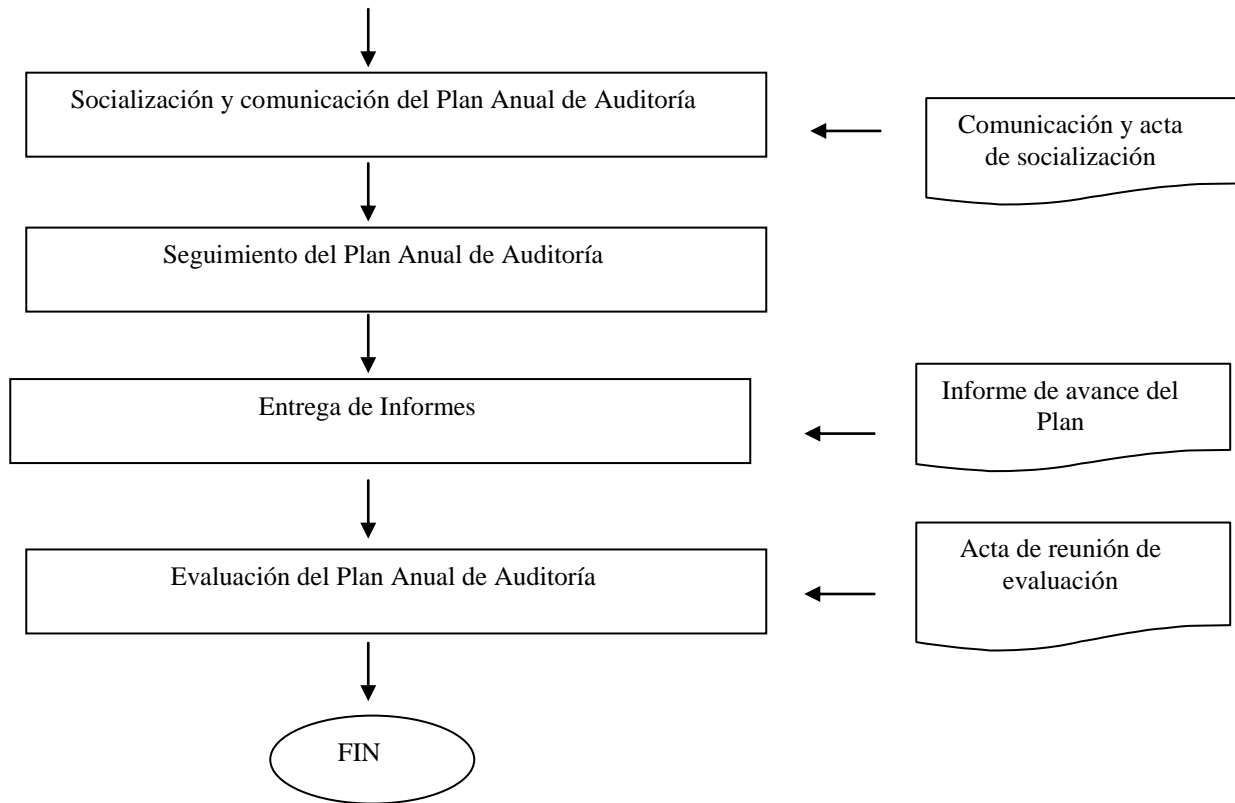 Socialización y comunicación del Plan Anual de Auditoría
Comunicación y acta
de socialización
Seguimiento del Plan Anual de Auditoría
Entrega de Informes
Informe de avance del
Plan
Evaluación del Plan Anual de Auditoría
Acta de reunión de
evaluación
FIN